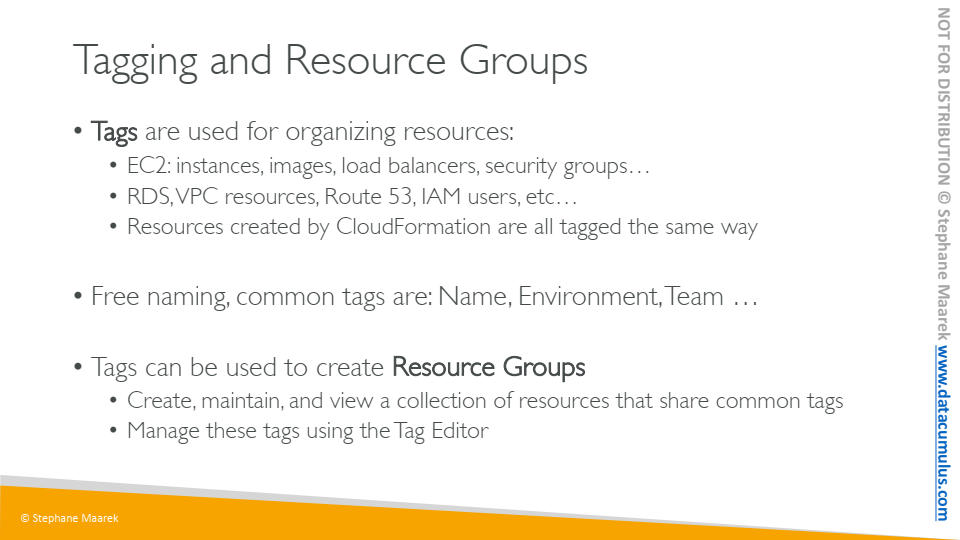 Tagging and Resource Groups
• Tags are used for organizing resources:
• EC2: instances, images, load balancers, security groups…
• RDS, VPC resources, Route 53, IAM users, etc…
• Resources created by CloudFormation are all tagged the same way
• Free naming, common tags are: Name, Environment, Team …
• Tags can be used to create Resource Groups
• Create, maintain, and view a collection of resources that share common tags
• Manage these tags using the Tag Editor
© Stephane Maarek
NOT FOR DISTRIBUTION © Stephane Maarek www.datacumulus.com